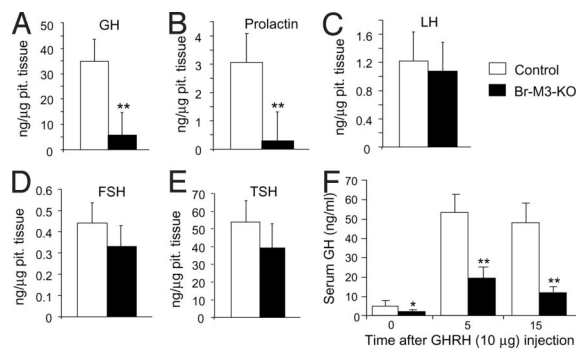 A GH
50
40
30
20
10
0
**
ng/μg pit. tissue
B Prolactin
4
3
2
1
0
**
ng/μg pit. tissue
C LH
1.6
1.2
0.8
0.4
0
ng/μg pit. tissue
Control
Br-M3-KO
D FSH
0.6
0.5
0.4
0.3
0.2
0.1
0
ng/μg pit. tissue
E TSH
70
60
50
40
30
20
10
0
ng/μg pit. tissue
F
70
60
50
40
30
20
10
0
Serum GH (ng/ml)
*
**
**
0 5 15
Time after GHRH (10 μg) injection